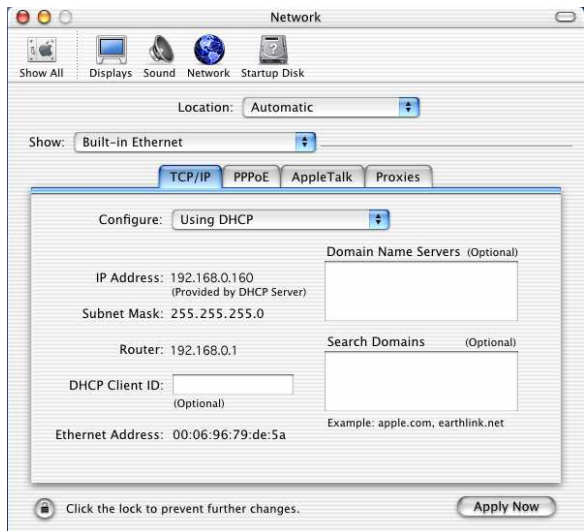 Network
Show All Displays Sound Network Startup Disk
Location: Automatic
Show: Built-in Ethernet
TCP/IP PPPoE AppleTalk Proxies
Configure: Using DHCP
Domain Name Servers (Optional)
IP Address: 192.168.0.160
(Provided by DHCP Server)
Subnet Mask: 255.255.255.0
Search Domains (Optional)
Router: 192.168.0.1
DHCP Client ID:
(Optional)
Example: apple.com, earthlink.net
Ethernet Address: 00:06:96:79:de:5a
Click the lock to prevent further changes.
Apply Now